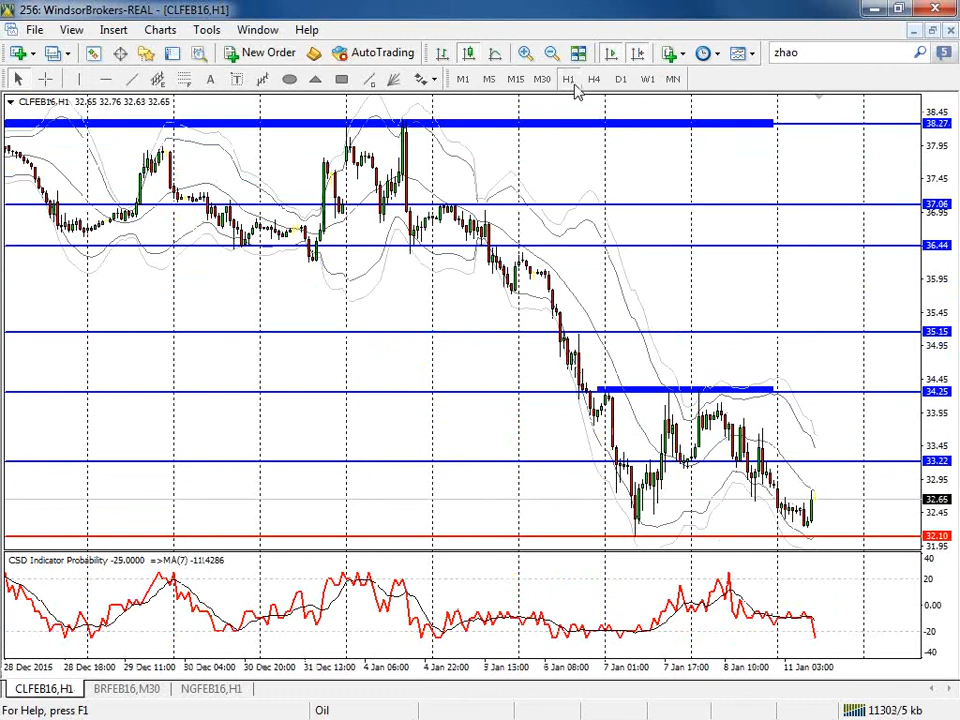 256: WindsorBrokers-REAL - [CLFEB16,H1]
File View Insert Charts Tools Window Help
New Order AutoTrading zhao 5
A T M1 M5 M15 M30 H1 H4 D1 W1 MN
CLFEB16,H1 32.65 32.76 32.63 32.65
38.45
38.27
37.95
37.45
37.06
36.95
36.44
35.95
35.45
35.15
34.95
34.45
34.25
33.95
33.45
33.22
32.95
32.65
32.45
32.10
31.95
CSD Indicator Probability -25.0000 =>MA(7) -11.4286
40
20
0.00
-20
-40
28 Dec 2015 28 Dec 18:00 29 Dec 11:00 30 Dec 04:00 30 Dec 20:00 31 Dec 12:00 4 Jan 06:00 4 Jan 22:00 5 Jan 15:00 6 Jan 08:00 7 Jan 01:00 7 Jan 17:00 8 Jan 10:00 11 Jan 03:00
CLFEB16,H1 BRFEB16,M30 NGFEB16,H1
For Help, press F1 Oil 11302/5 kb